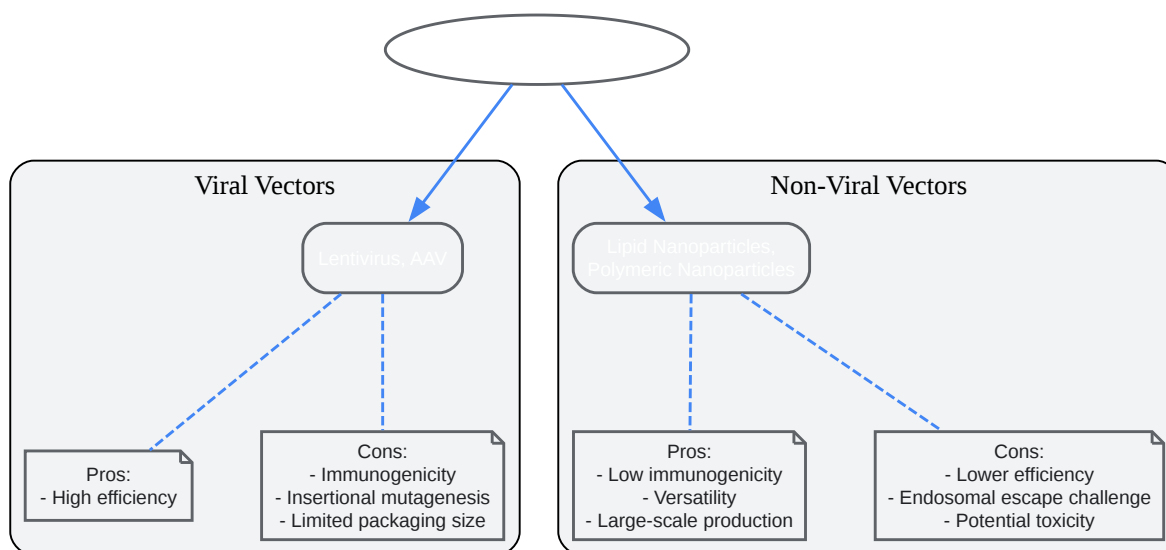 Viral Vectors
Non-Viral Vectors
Lentivirus, AAV
Lipid Nanoparticles,
Polymeric Nanoparticles
Pros:
- High efficiency
Cons:
- Immunogenicity
- Insertional mutagenesis
- Limited packaging size
Pros:
- Low immunogenicity
- Versatility
- Large-scale production
Cons:
- Lower efficiency
- Endosomal escape challenge
- Potential toxicity